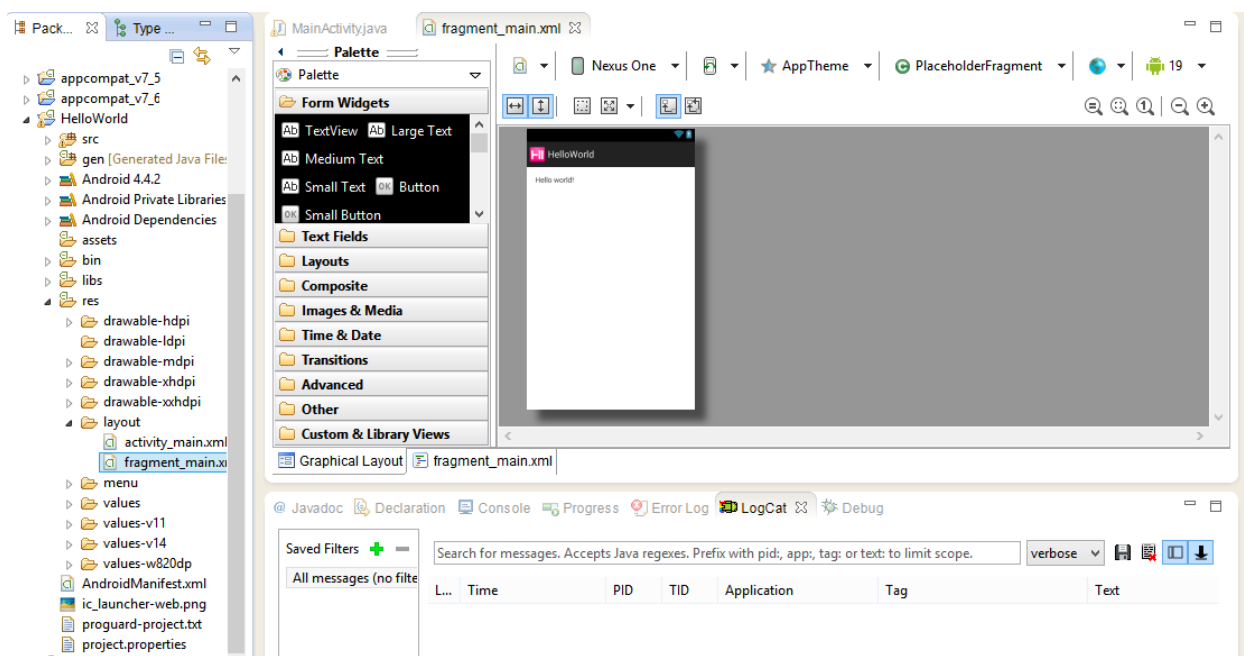 Pack...
Type ...
appcompat_v7_5
appcompat_v7_6
HelloWorld
src
gen [Generated Java Files
Android 4.4.2
Android Private Libraries
Android Dependencies
assets
bin
libs
res
drawable-hdpi
drawable-ldpi
drawable-mdpi
drawable-xhdpi
drawable-xxhdpi
layout
activity_main.xml
fragment_main.x
menu
values
values-v11
values-v14
values-w820dp
AndroidManifest.xml
ic_launcher-web.png
proguard-project.txt
project.properties
MainActivity.java
fragment_main.xml
Palette
Palette
Form Widgets
Ab TextView Ab Large Text
Ab Medium Text
Ab Small Text OK Button
OK Small Button
Text Fields
Layouts
Composite
Images & Media
Time & Date
Transitions
Advanced
Other
Custom & Library Views
Nexus One
AppTheme
C PlaceholderFragment
19
1
HelloWorld
Hello world!
Graphical Layout
fragment_main.xml
@ Javadoc
Declaration
Console
Progress
Error Log
LogCat
Debug
Saved Filters
All messages (no filte
Search for messages. Accepts Java regexes. Prefix with pid:, app:, tag: or text: to limit scope.
verbose
L... Time PID TID Application Tag Text